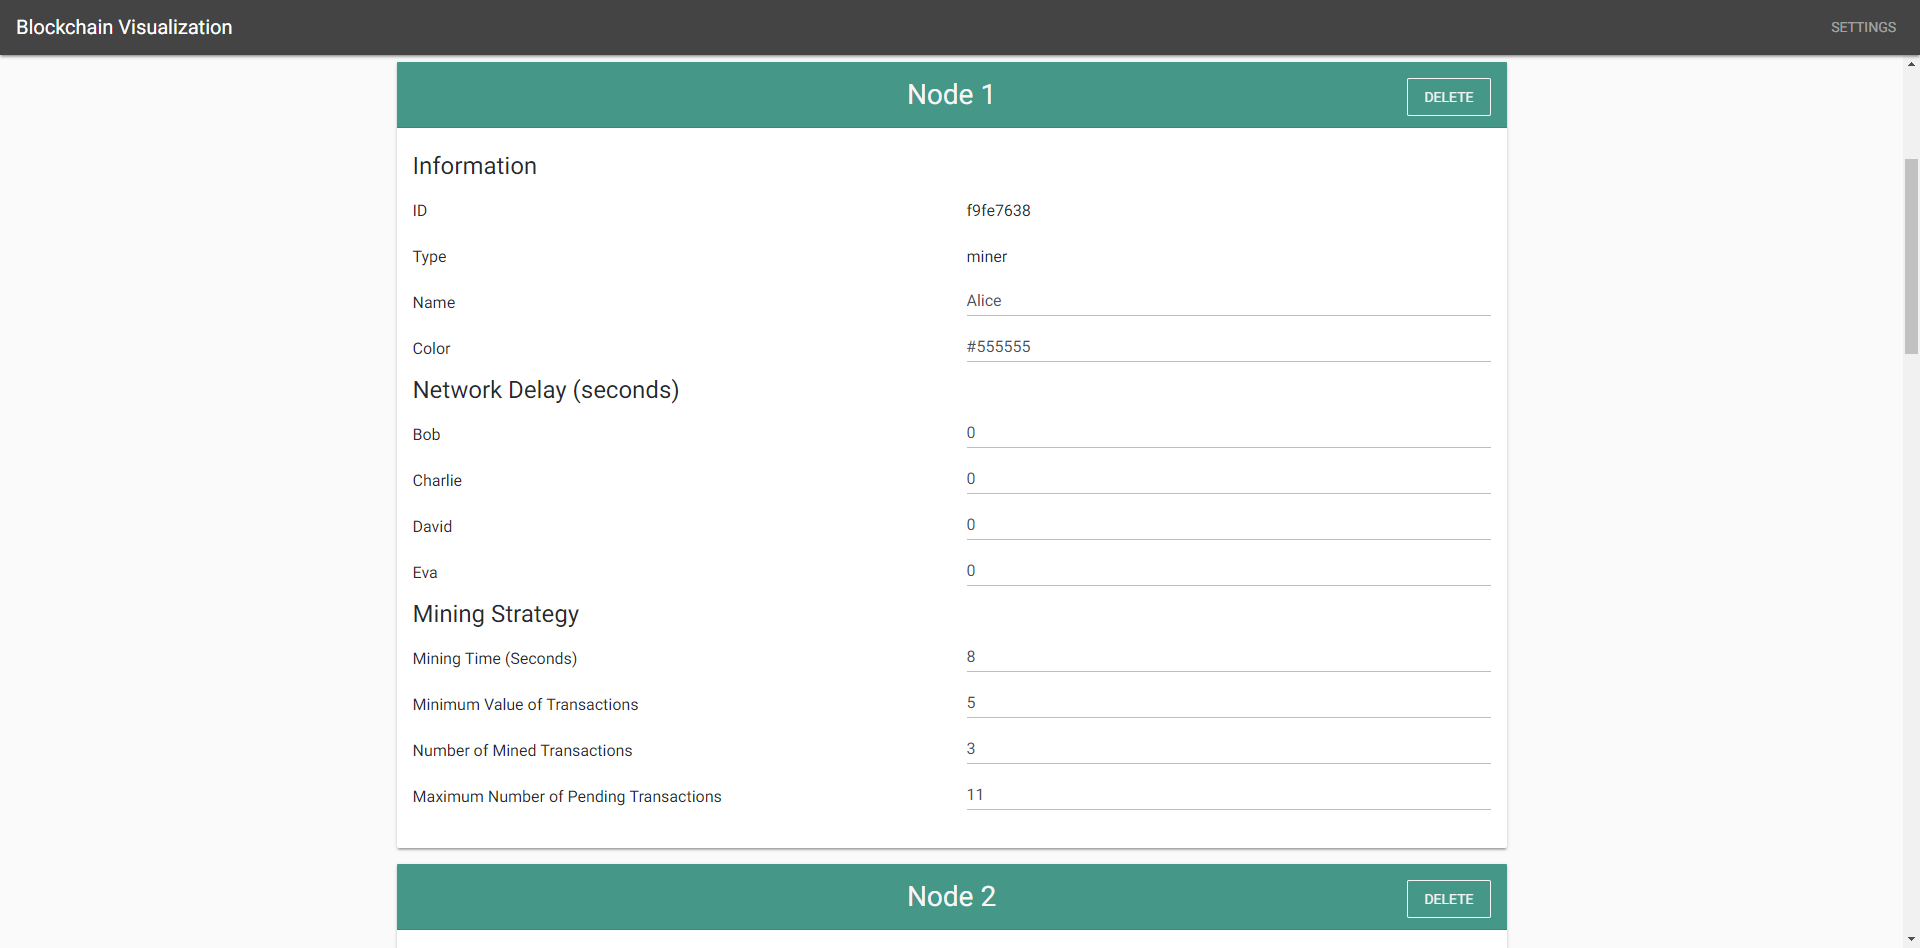 Blockchain Visualization SETTINGS
Node 1 DELETE
Information
ID f9fe7638
Type miner
Name Alice
Color #555555
Network Delay (seconds)
Bob 0
Charlie 0
David 0
Eva 0
Mining Strategy
Mining Time (Seconds) 8
Minimum Value of Transactions 5
Number of Mined Transactions 3
Maximum Number of Pending Transactions 11
Node 2 DELETE